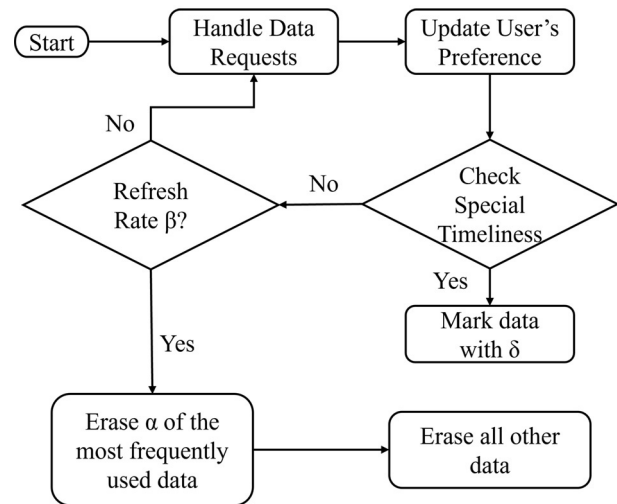 Start
Handle Data
Requests
Update User's
Preference
No
Refresh
Rate β?
No
Check
Special
Timeliness
Yes
Mark data
with δ
Yes
Erase α of the
most frequently
used data
Erase all other
data